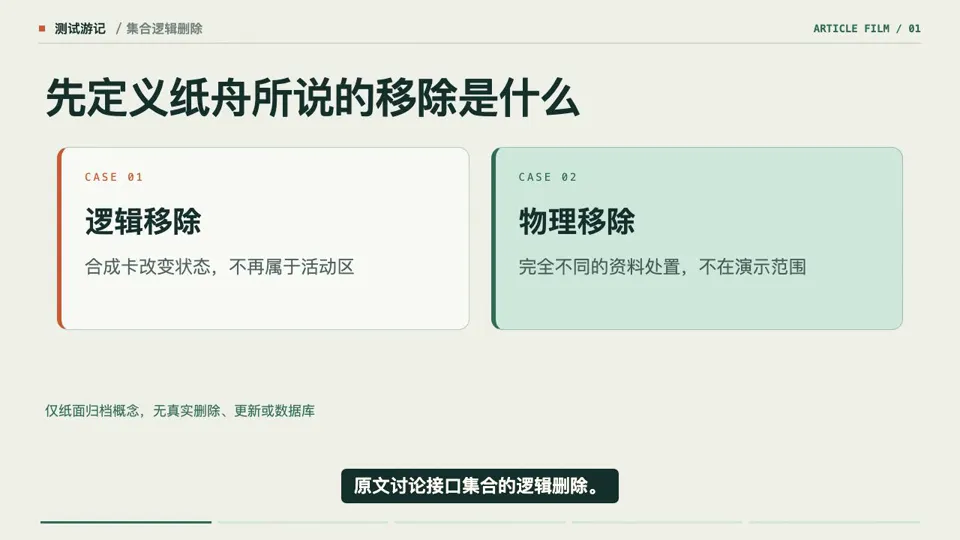 测试游记 / 集合逻辑删除
ARTICLE FILM / 01
先定义纸舟所说的移除是什么
CASE 01
逻辑移除
合成卡改变状态，不再属于活动区
CASE 02
物理移除
完全不同的资料处置，不在演示范围
仅纸面归档概念，无真实删除、更新或数据库
原文讨论接口集合的逻辑删除。